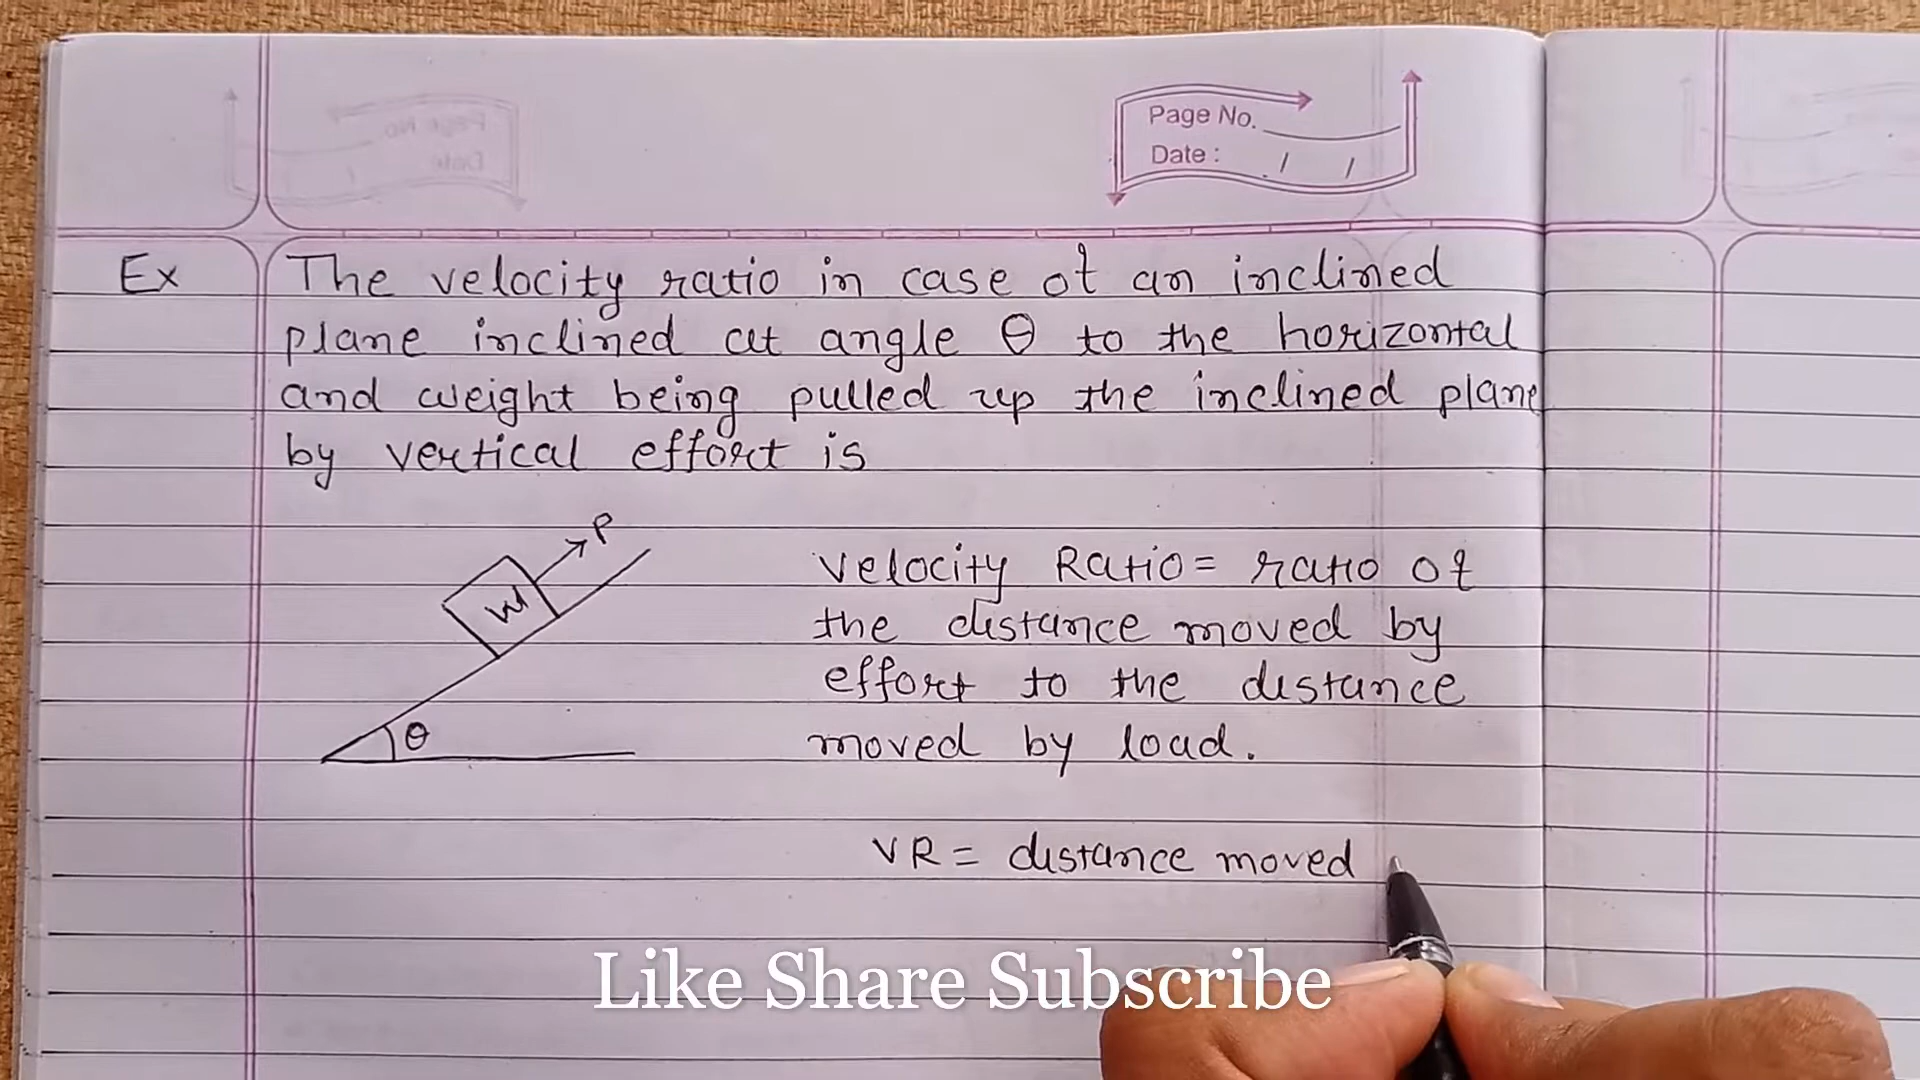 Page No.
Date : / /
Ex The velocity ratio in case of an inclined
plane inclined at angle θ to the horizontal
and weight being pulled up the inclined plane
by vertical effort is
P
W
θ
Velocity Ratio = ratio of
the distance moved by
effort to the distance
moved by load.
VR = distance moved
Like Share Subscribe